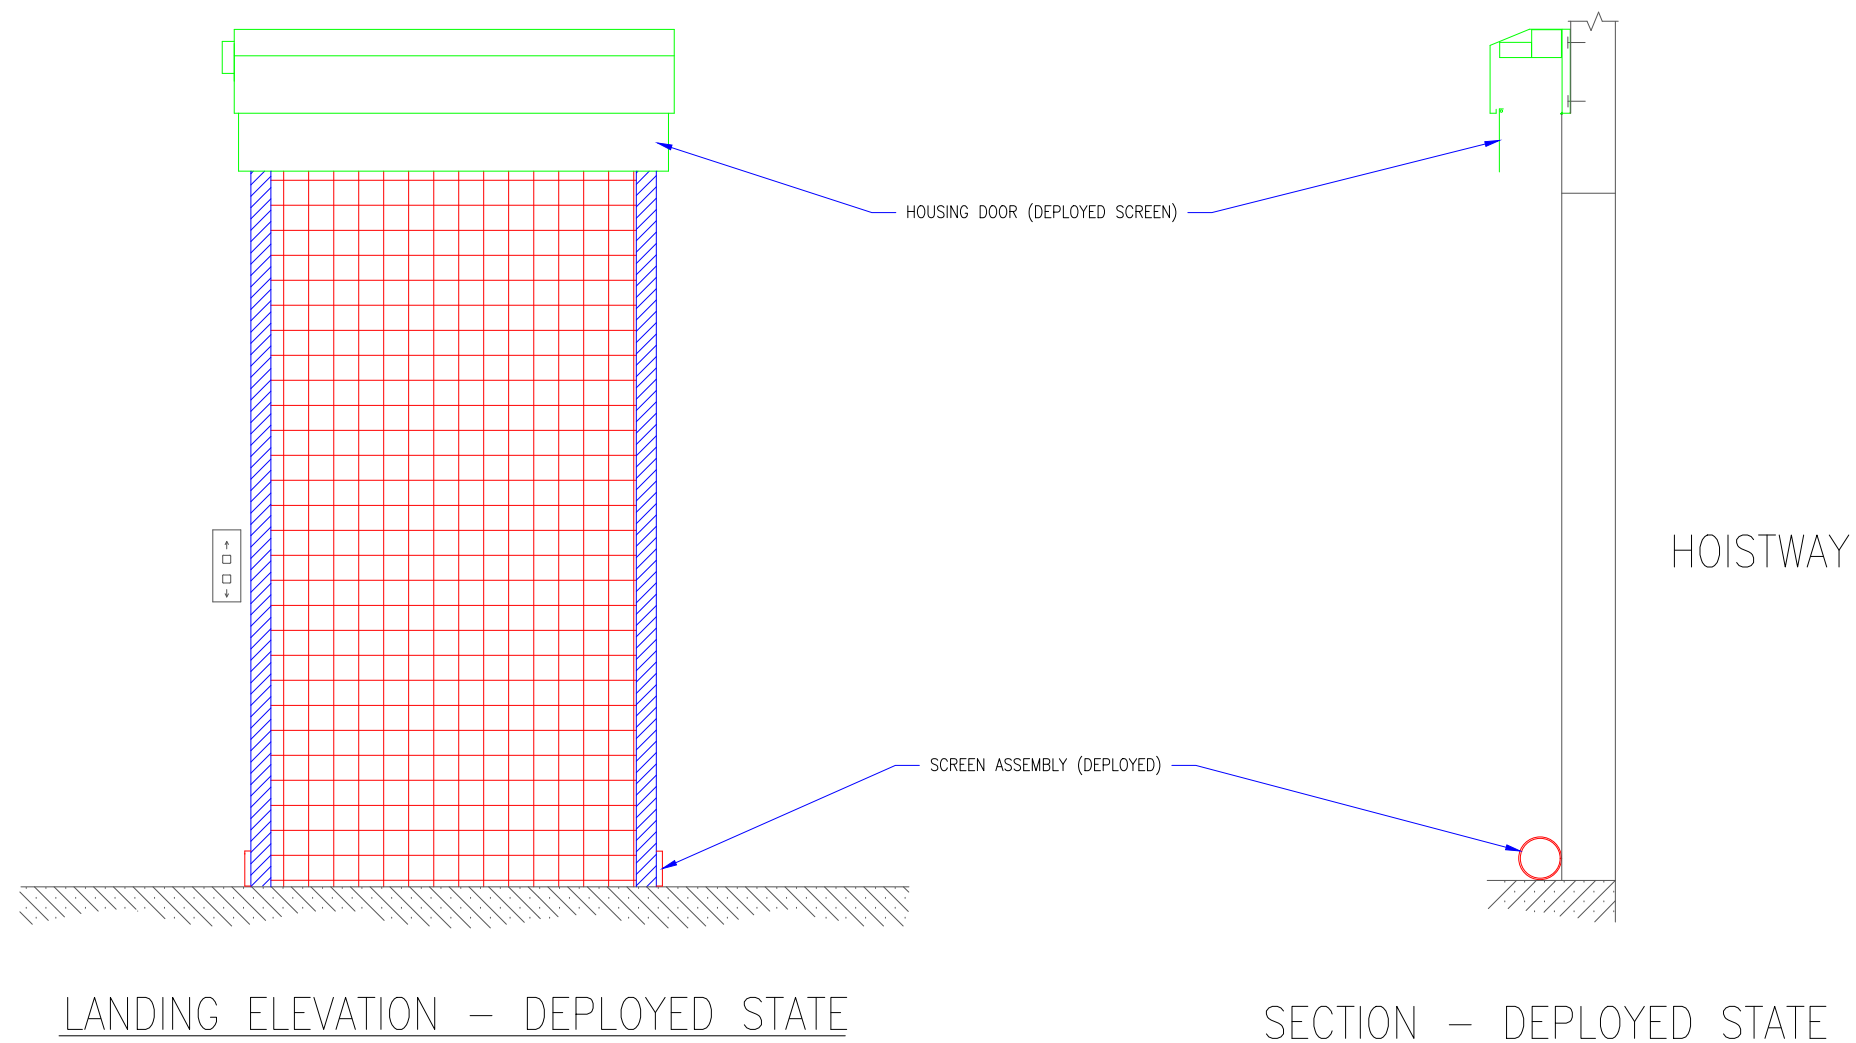 HOUSING DOOR (DEPLOYED SCREEN)
HOISTWAY
SCREEN ASSEMBLY (DEPLOYED)
LANDING ELEVATION - DEPLOYED STATE
SECTION - DEPLOYED STATE